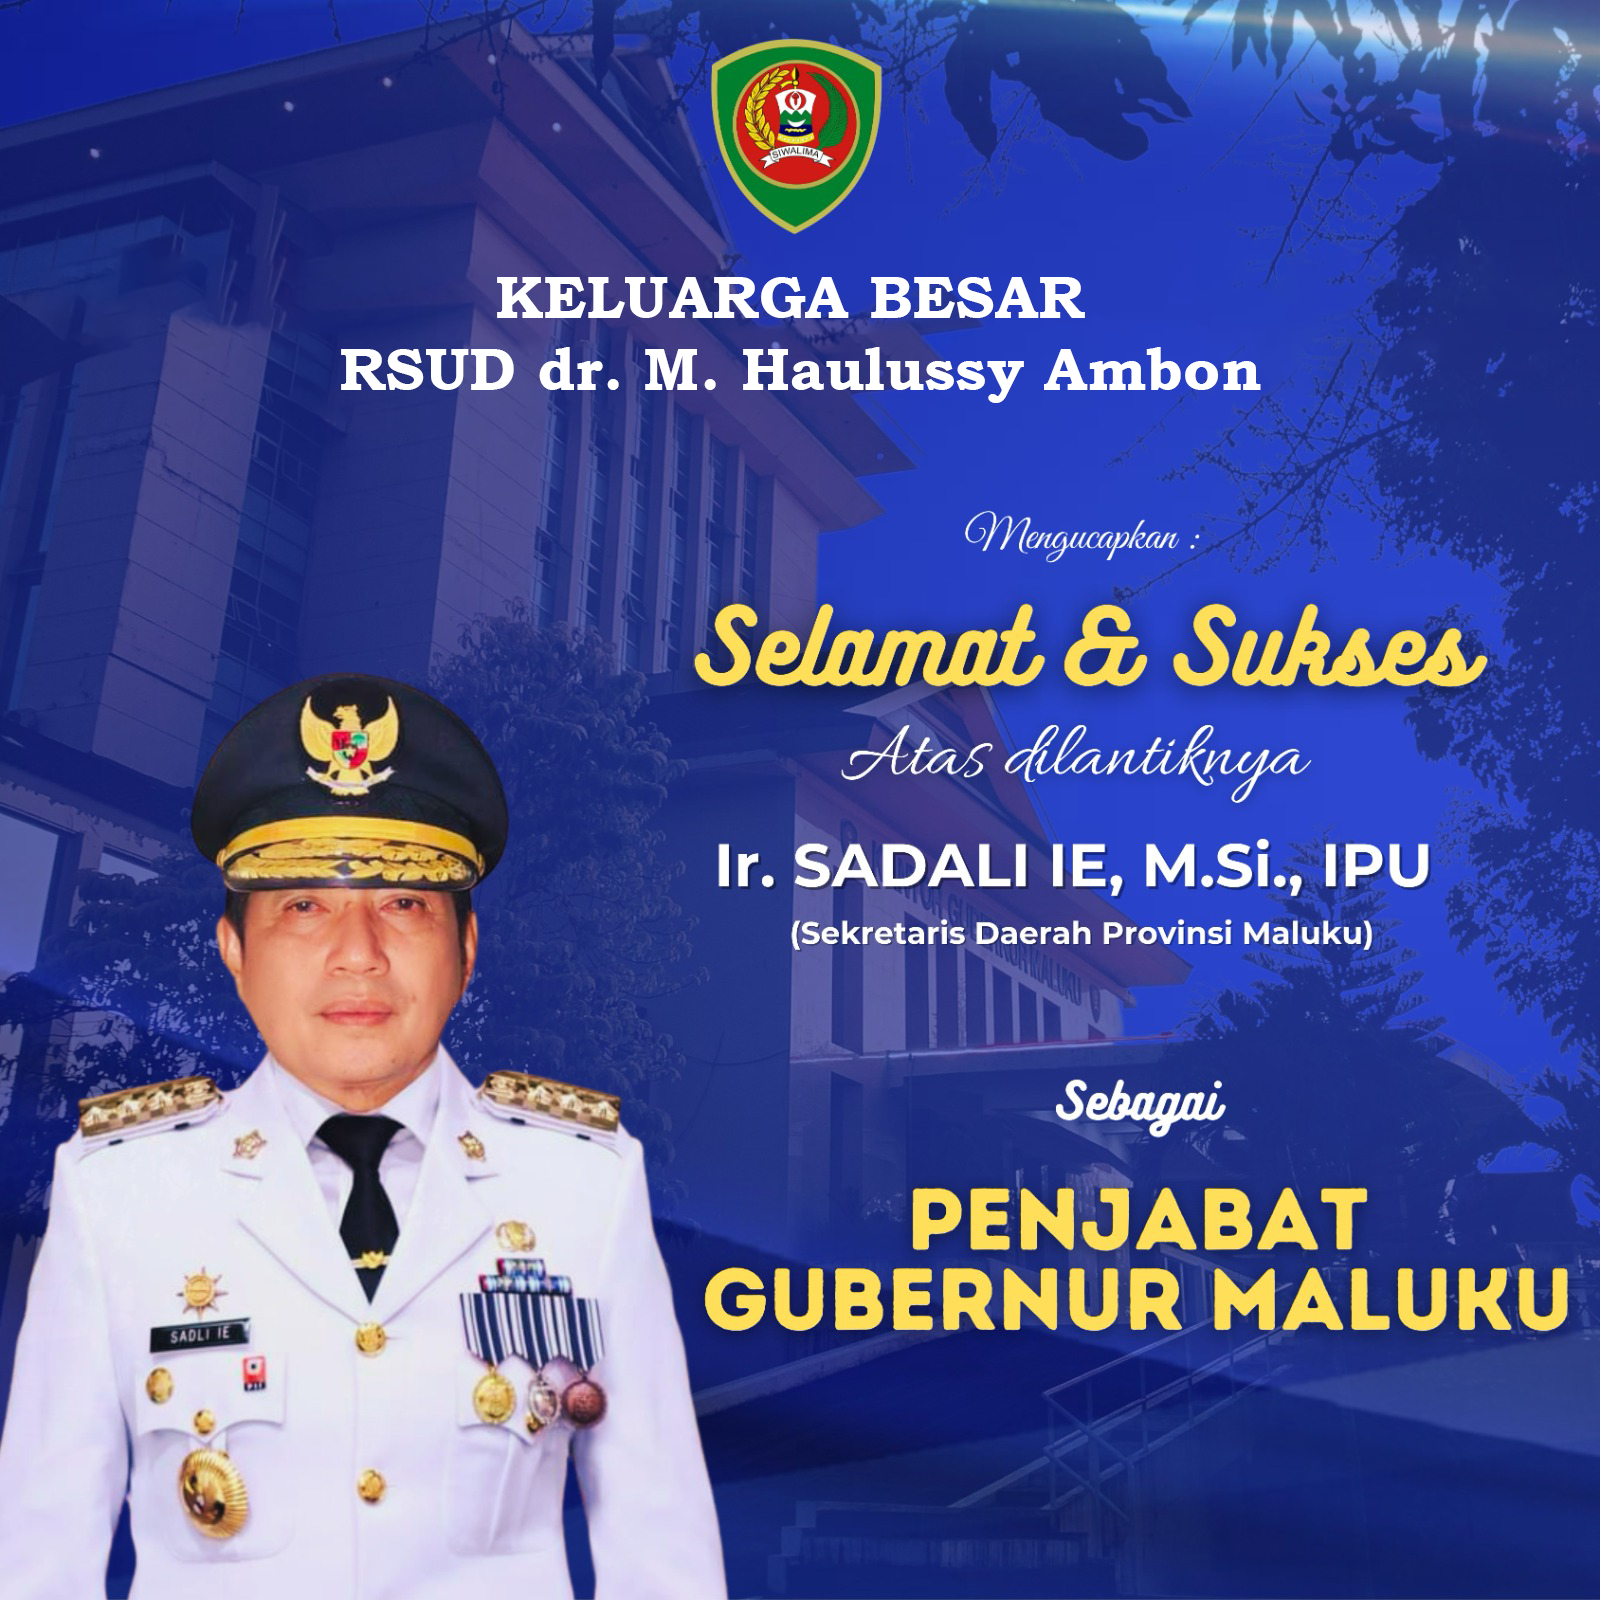 SIWALIMA
KELUARGA BESAR
RSUD dr. M. Haulussy Ambon
Mengucapkan :
Selamat & Sukses
Atas dilantiknya
Ir. SADALI IE, M.Si., IPU
(Sekretaris Daerah Provinsi Maluku)
Sebagai
PENJABAT
GUBERNUR MALUKU
SADLI IE